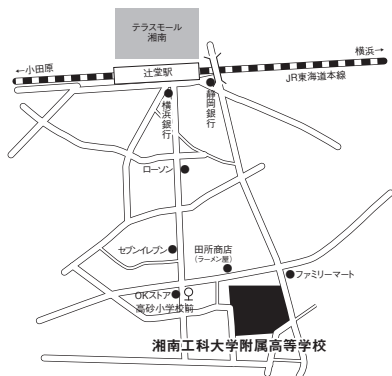 テラスモール
湘南
←小田原
辻堂駅
横浜→
JR東海道本線
横浜銀行
静岡銀行
ローソン
セブンイレブン
田所商店
(ラーメン屋)
ファミリーマート
OKストア
高砂小学校前
湘南工科大学附属高等学校